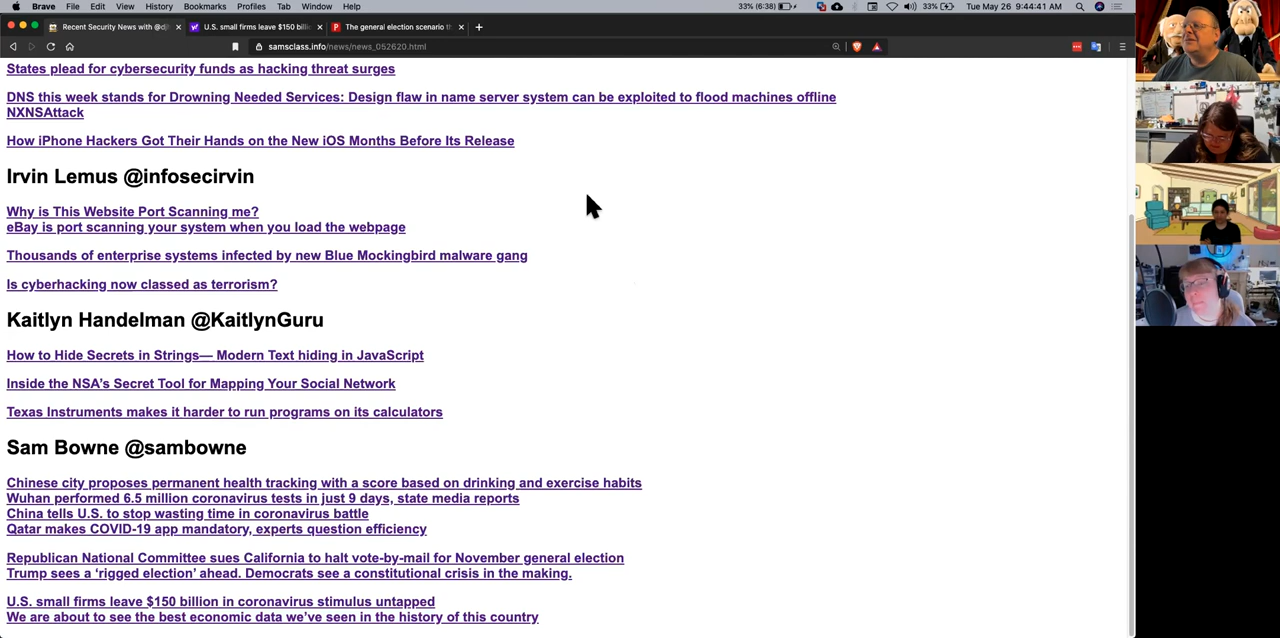 Brave File Edit View History Bookmarks Profiles Tab Window Help 33% (6:38) 33% Tue May 26 9:44:41 AM
Recent Security News with @dj U.S. small firms leave $150 billi The general election scenario th
samsclass.info/news/news_052620.html
States plead for cybersecurity funds as hacking threat surges
DNS this week stands for Drowning Needed Services: Design flaw in name server system can be exploited to flood machines offline
NXNSAttack
How iPhone Hackers Got Their Hands on the New iOS Months Before Its Release
Irvin Lemus @infosecirvin
Why is This Website Port Scanning me?
eBay is port scanning your system when you load the webpage
Thousands of enterprise systems infected by new Blue Mockingbird malware gang
Is cyberhacking now classed as terrorism?
Kaitlyn Handelman @KaitlynGuru
How to Hide Secrets in Strings— Modern Text hiding in JavaScript
Inside the NSA’s Secret Tool for Mapping Your Social Network
Texas Instruments makes it harder to run programs on its calculators
Sam Bowne @sambowne
Chinese city proposes permanent health tracking with a score based on drinking and exercise habits
Wuhan performed 6.5 million coronavirus tests in just 9 days, state media reports
China tells U.S. to stop wasting time in coronavirus battle
Qatar makes COVID-19 app mandatory, experts question efficiency
Republican National Committee sues California to halt vote-by-mail for November general election
Trump sees a ‘rigged election’ ahead. Democrats see a constitutional crisis in the making.
U.S. small firms leave $150 billion in coronavirus stimulus untapped
We are about to see the best economic data we’ve seen in the history of this country